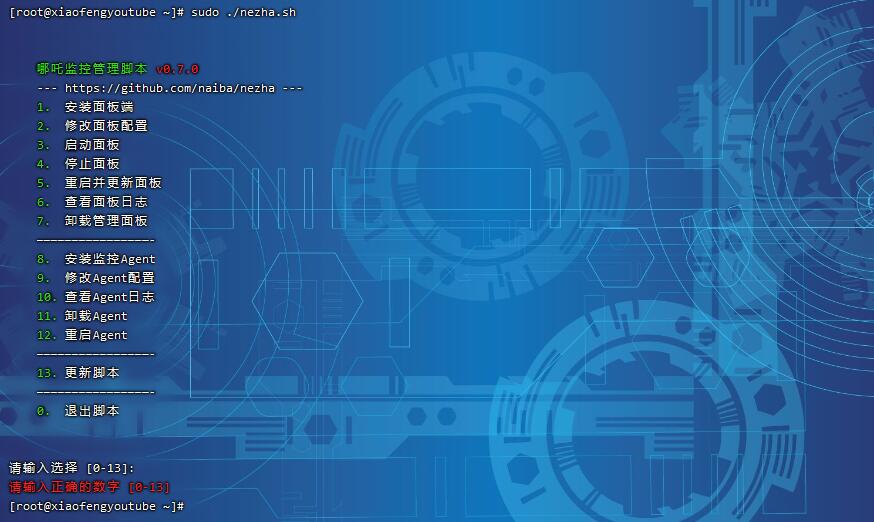 [root@xiaofengyoutube ~]# sudo ./nezha.sh
哪吒监控管理脚本 v0.7.0
--- https://github.com/naiba/nezha ---
1. 安装面板端
2. 修改面板配置
3. 启动面板
4. 停止面板
5. 重启并更新面板
6. 查看面板日志
7. 卸载管理面板
————————————————-
8. 安装监控Agent
9. 修改Agent配置
10. 查看Agent日志
11. 卸载Agent
12. 重启Agent
————————————————-
13. 更新脚本
————————————————-
0. 退出脚本
请输入选择 [0-13]:
请输入正确的数字 [0-13]
[root@xiaofengyoutube ~]#